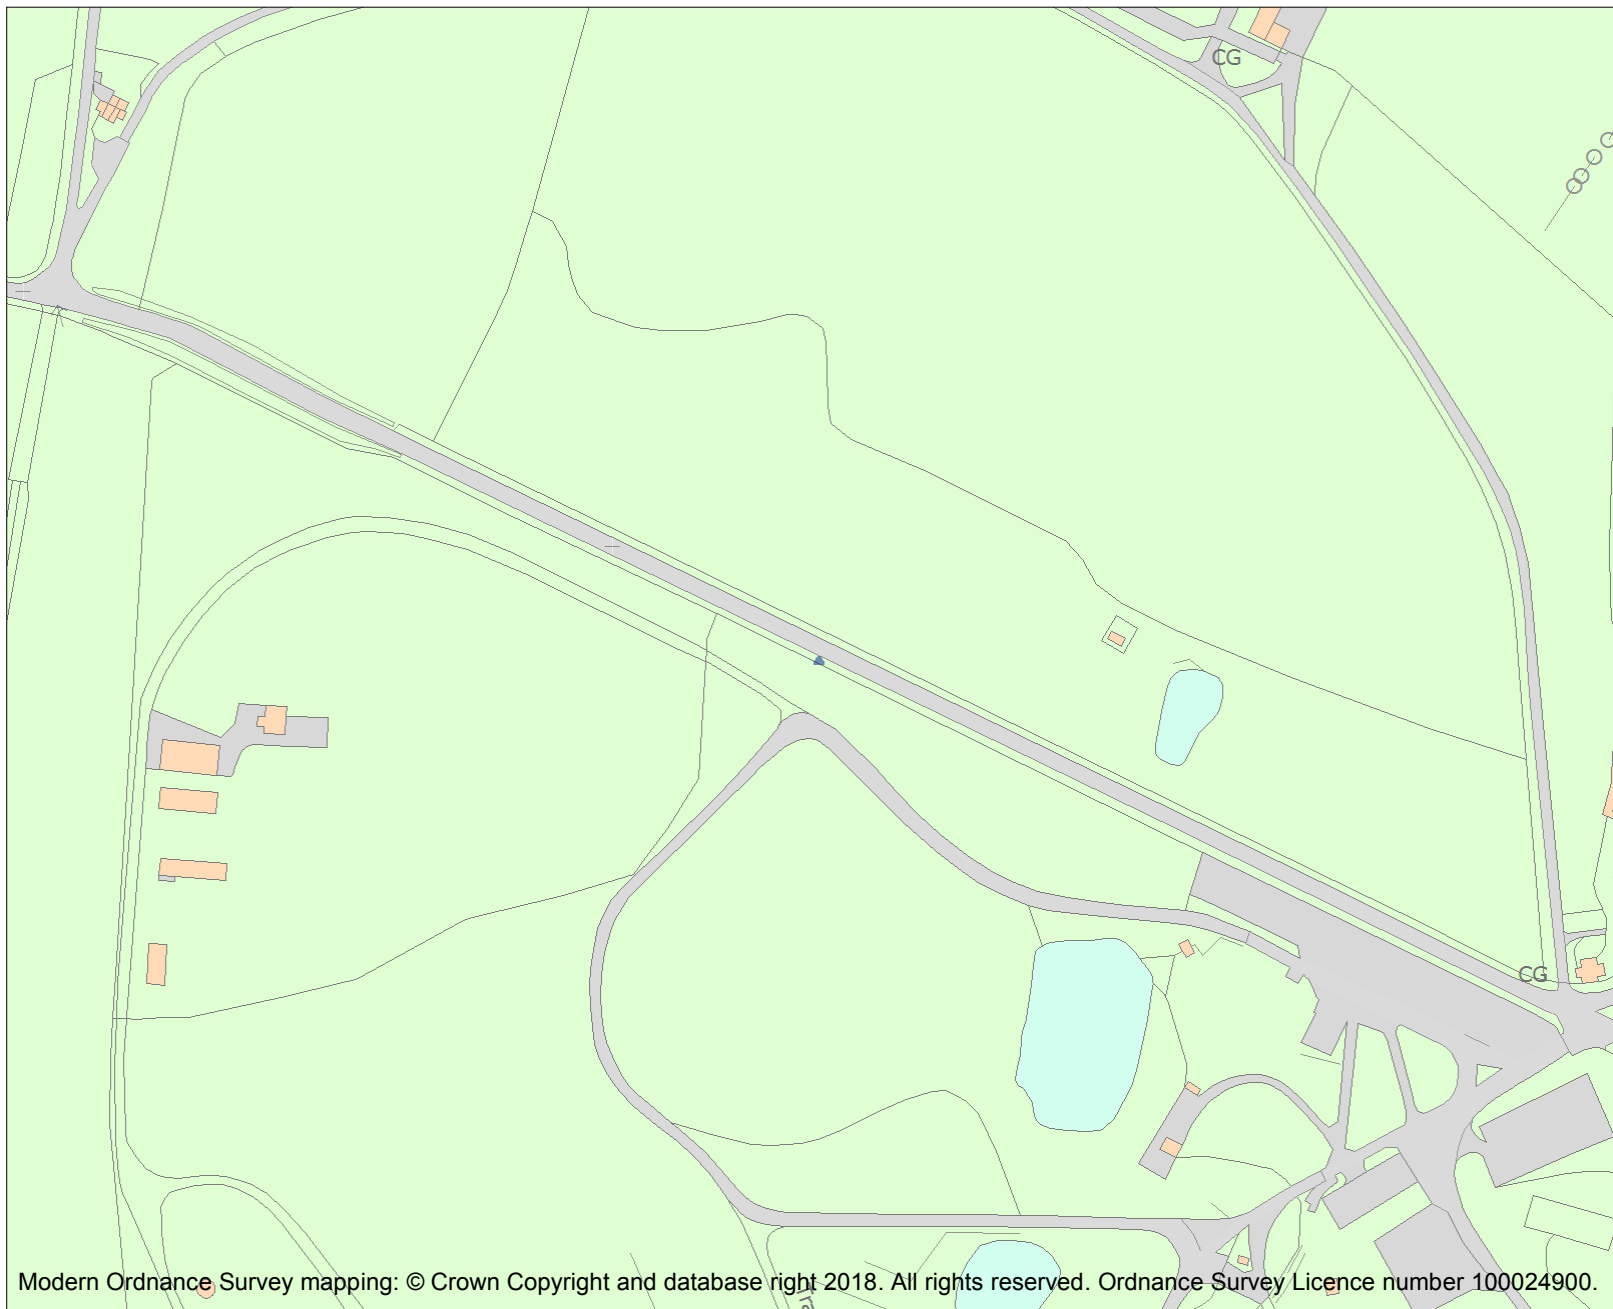 CG
CG
Tra
Modern Ordnance Survey mapping: © Crown Copyright and database right 2018. All rights reserved. Ordnance Survey Licence number 100024900.